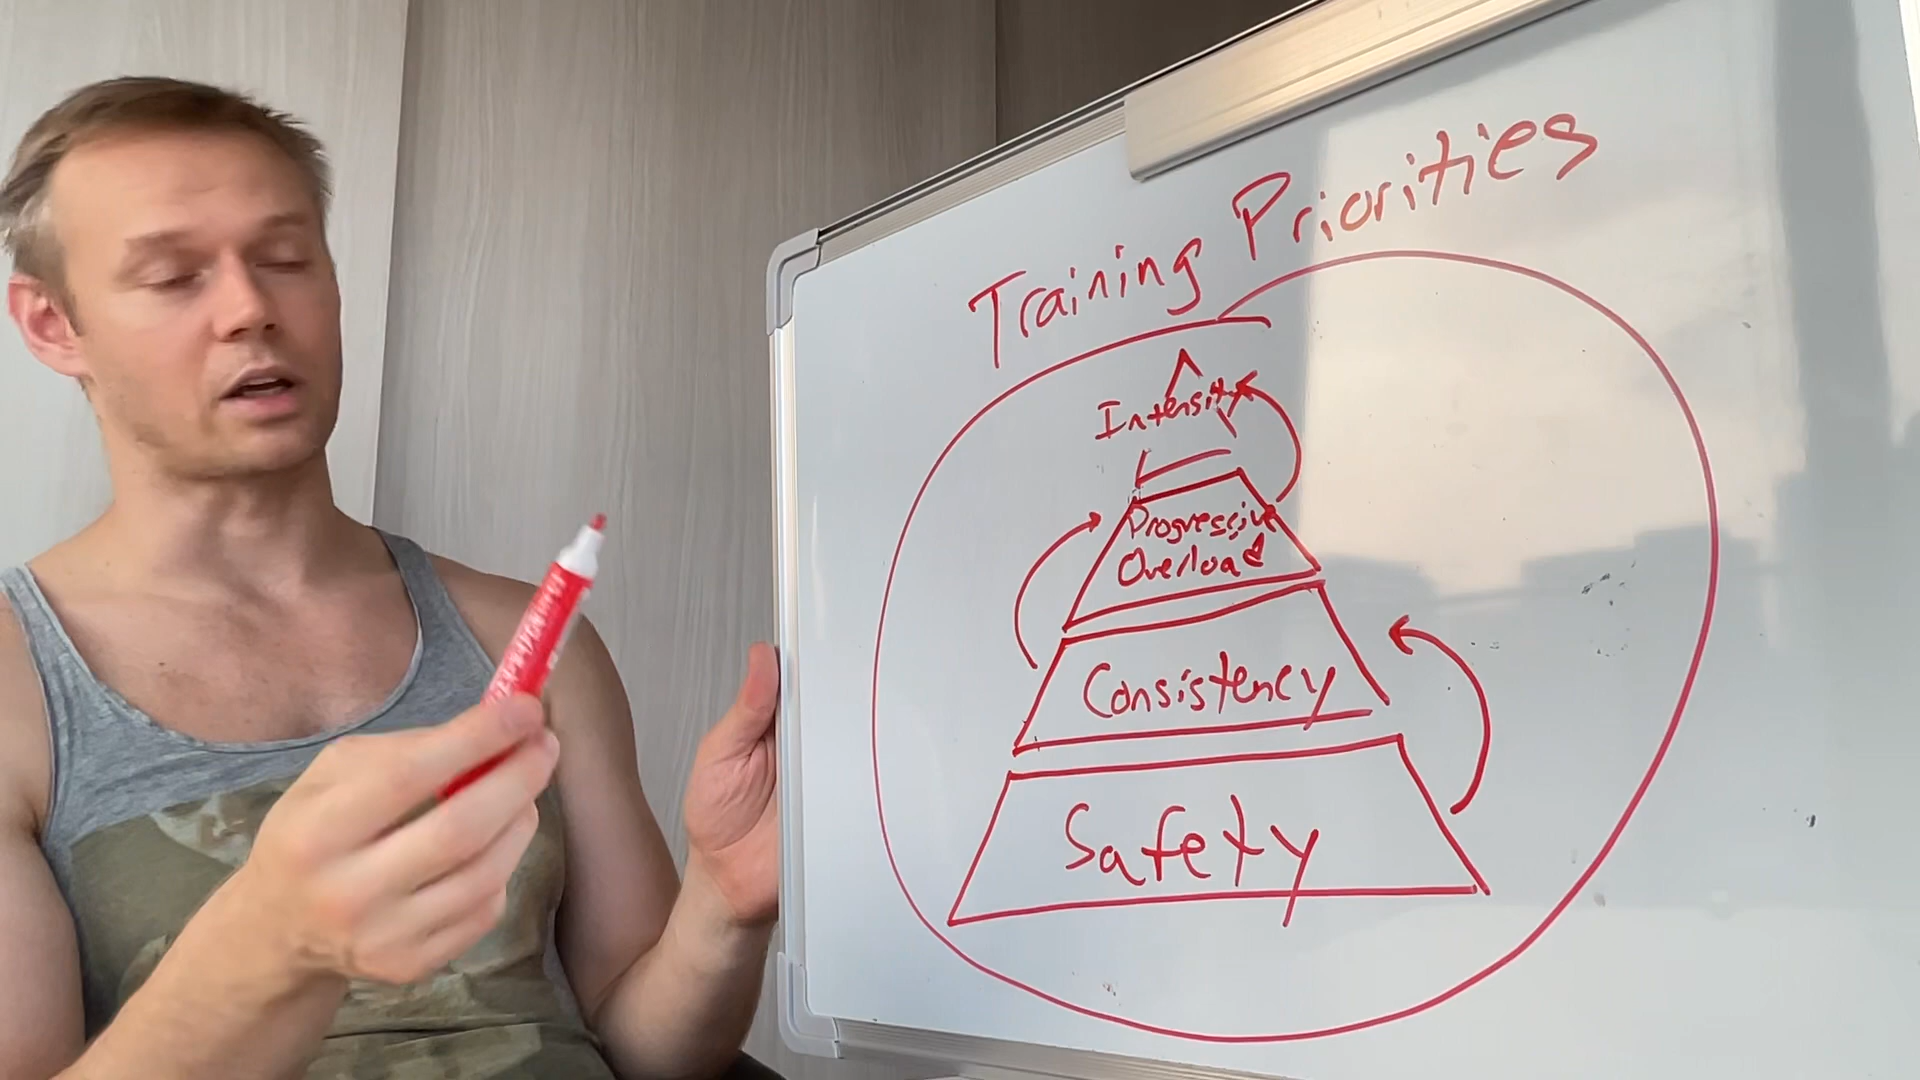 Training Priorities
Intensity
Progressive
Overload
Consistency
Safety